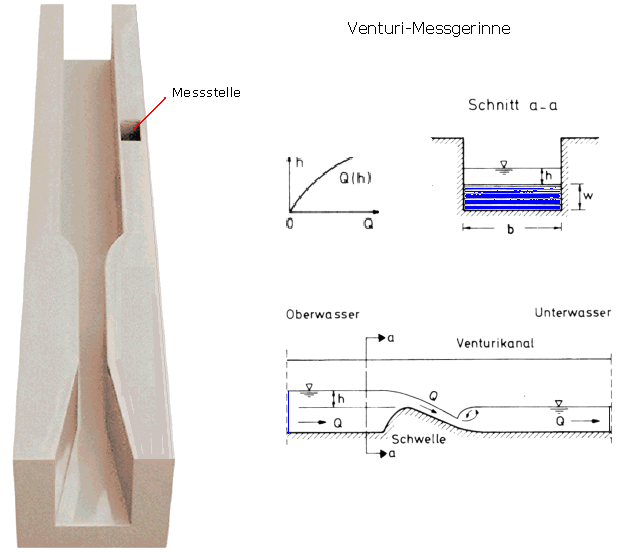 Venturi-Messgerinne
Messstelle
Schnitt a-a
h
Q(h)
0
Q
h
w
b
Oberwasser
Unterwasser
a
Venturikanal
h
Q
Q
Q
Schwelle
a